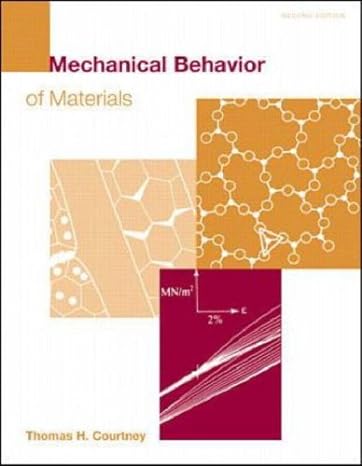 SECOND EDITION
Mechanical Behavior
of Materials
MN/m²
ε
2%
Thomas H. Courtney